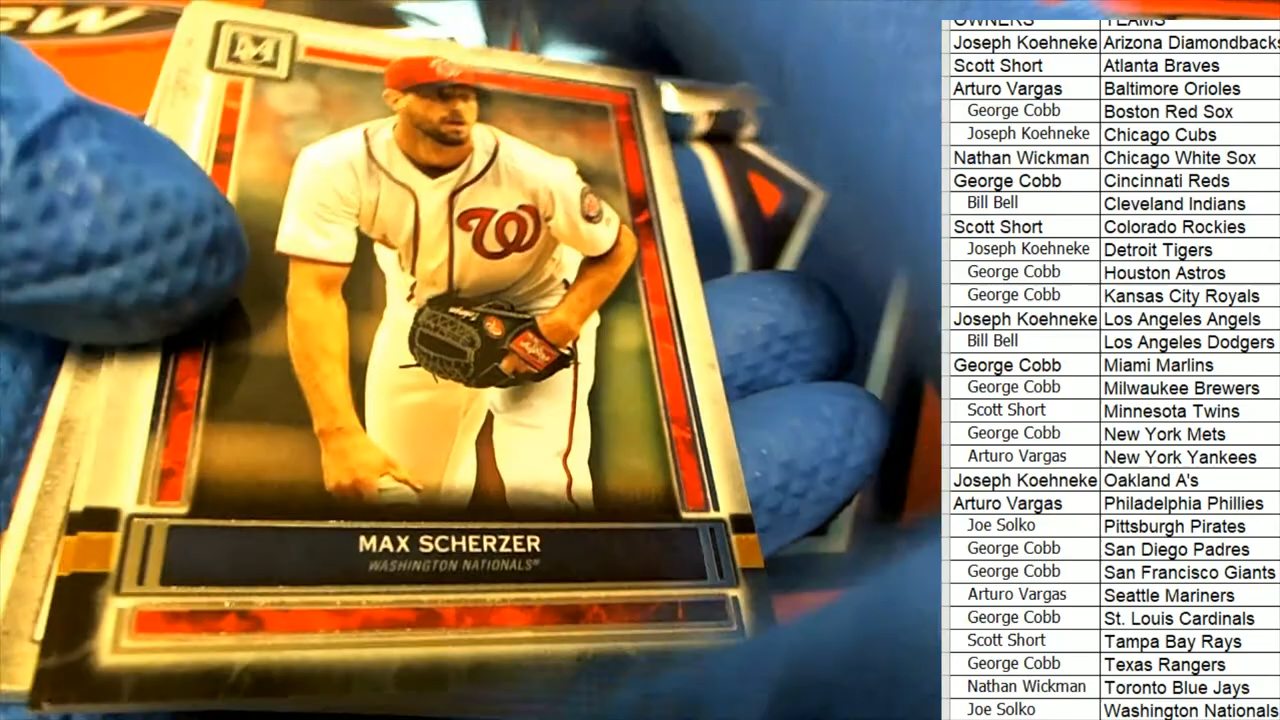 SW
M
W
MAX SCHERZER
WASHINGTON NATIONALS®
OWNERS TEAMS
Joseph Koehneke Arizona Diamondbacks
Scott Short Atlanta Braves
Arturo Vargas Baltimore Orioles
George Cobb Boston Red Sox
Joseph Koehneke Chicago Cubs
Nathan Wickman Chicago White Sox
George Cobb Cincinnati Reds
Bill Bell Cleveland Indians
Scott Short Colorado Rockies
Joseph Koehneke Detroit Tigers
George Cobb Houston Astros
George Cobb Kansas City Royals
Joseph Koehneke Los Angeles Angels
Bill Bell Los Angeles Dodgers
George Cobb Miami Marlins
George Cobb Milwaukee Brewers
Scott Short Minnesota Twins
George Cobb New York Mets
Arturo Vargas New York Yankees
Joseph Koehneke Oakland A's
Arturo Vargas Philadelphia Phillies
Joe Solko Pittsburgh Pirates
George Cobb San Diego Padres
George Cobb San Francisco Giants
Arturo Vargas Seattle Mariners
George Cobb St. Louis Cardinals
Scott Short Tampa Bay Rays
George Cobb Texas Rangers
Nathan Wickman Toronto Blue Jays
Joe Solko Washington Nationals